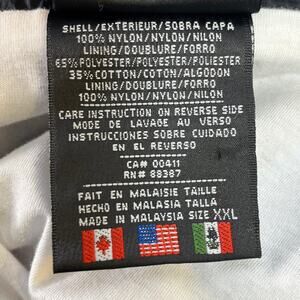 SHELL/EXTERIEUR/SOBRA CAPA
100% NYLON/NYLON/NILON
LINING/DOUBLURE/FORRO
65% POLYESTER/POLYESTER/POLIESTER
35% COTTON/COTON/ALGODON
LINING/DOUBLURE/FORRO
100% NYLON/NYLON/NILON
CARE INSTRUCTION ON REVERSE SIDE
MODE DE LAVAGE AU VERSO
INSTRUCCIONES SOBRE CUIDADO
EN EL REVERSO
CA# 00411
RN# 88387
FAIT EN MALAISIE TAILLE
HECHO EN MALASIA TALLA
MADE IN MALAYSIA SIZE XXL